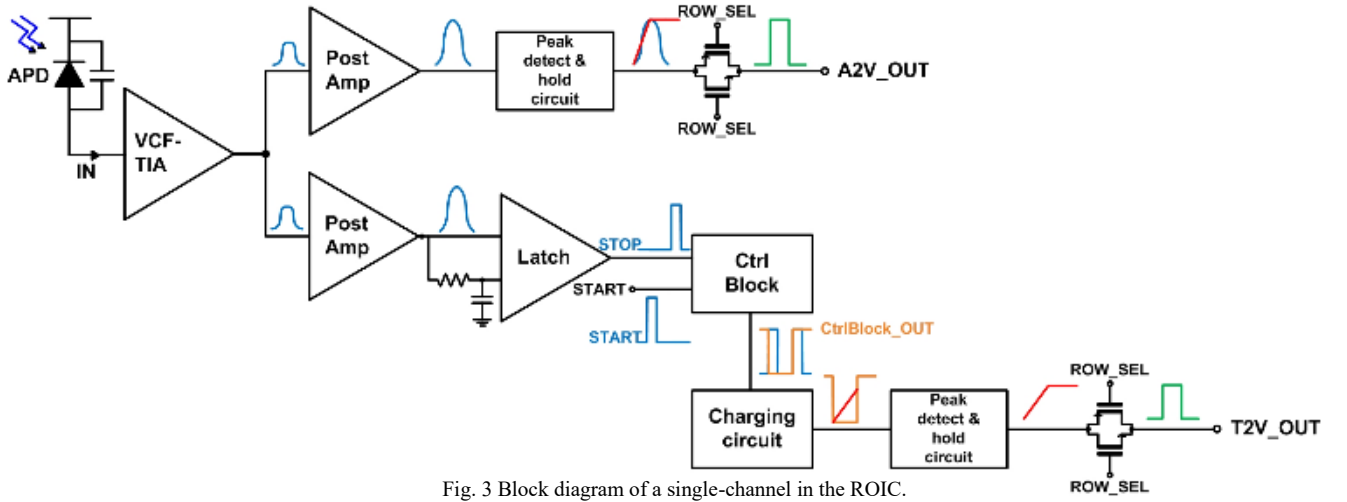 ROW_SEL
APD
IN
VCF-
TIA
Post
Amp
Peak
detect &
hold
circuit
A2V_OUT
ROW_SEL
Post
Amp
Latch
STOP
START
START
Ctrl
Block
CtrlBlock_OUT
Charging
circuit
Peak
detect &
hold
circuit
ROW_SEL
T2V_OUT
ROW_SEL
Fig. 3 Block diagram of a single-channel in the ROIC.